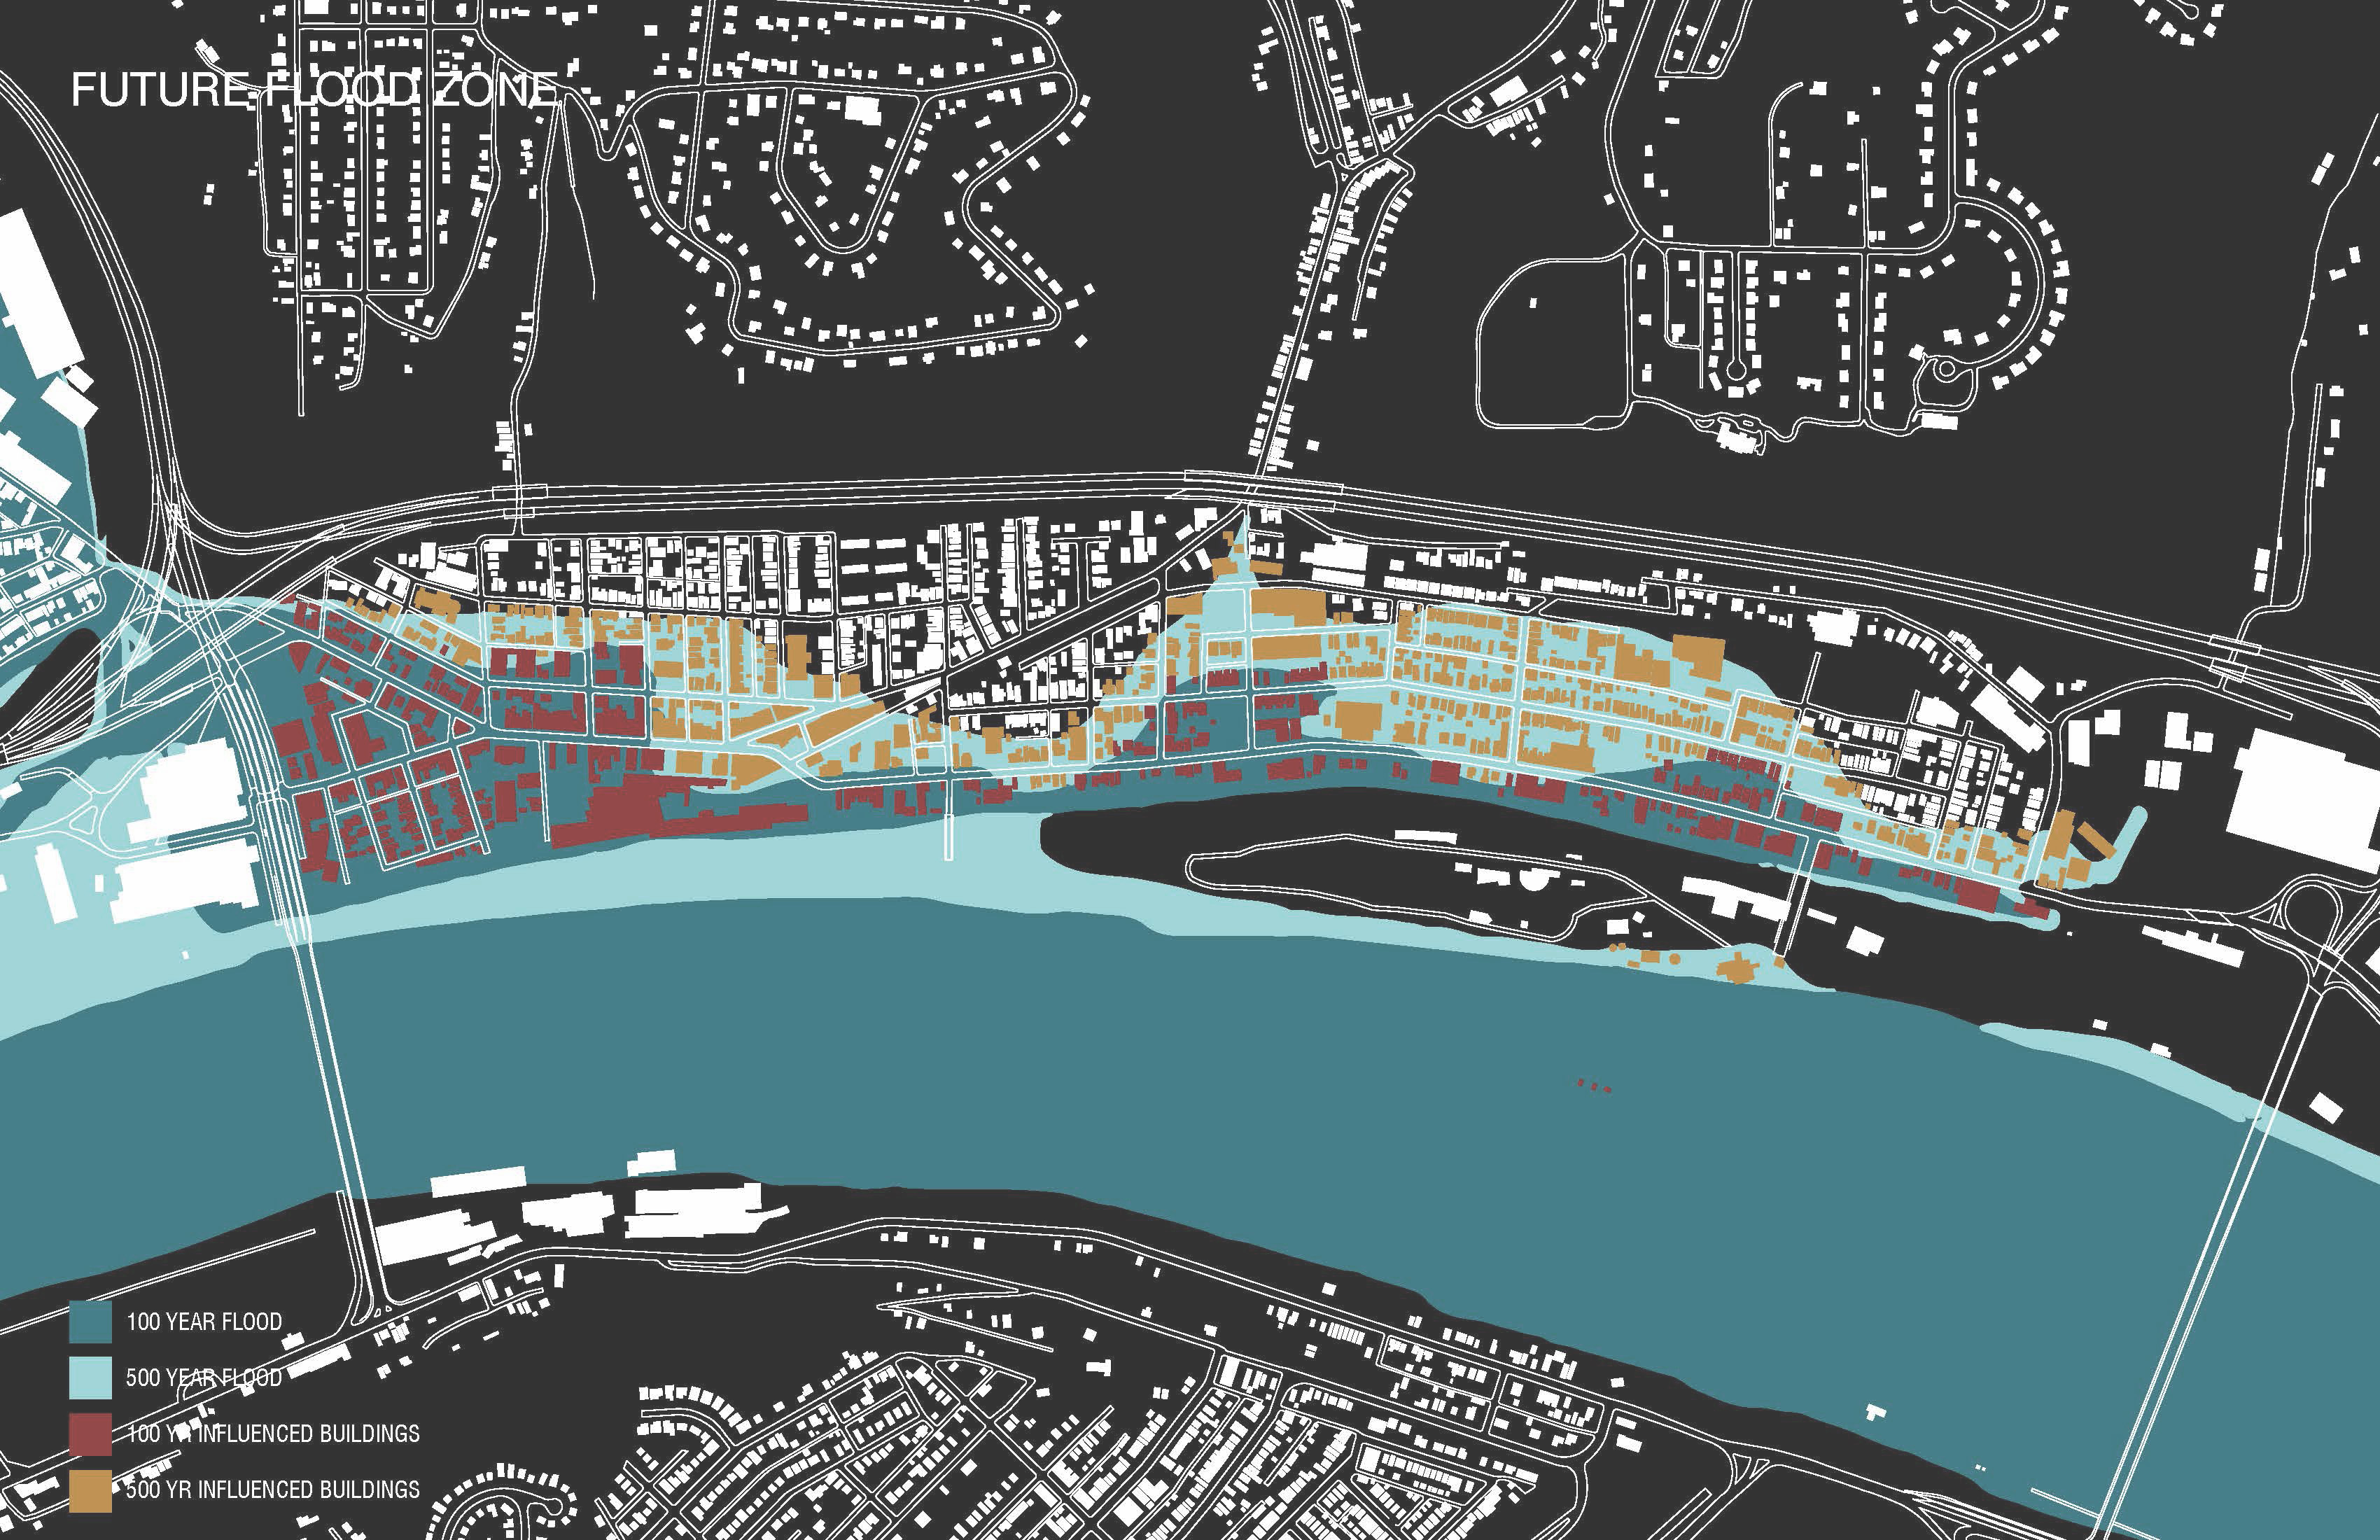 FUTURE FLOOD ZONE
100 YEAR FLOOD
500 YEAR FLOOD
100 YR INFLUENCED BUILDINGS
500 YR INFLUENCED BUILDINGS